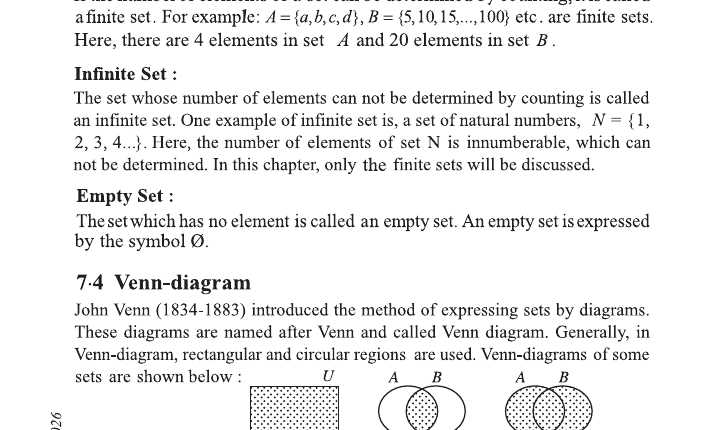 a finite set. For example: A = {a, b, c, d}, B = {5, 10, 15,..., 100} etc. are finite sets.
Here, there are 4 elements in set A and 20 elements in set B.
Infinite Set :
The set whose number of elements can not be determined by counting is called
an infinite set. One example of infinite set is, a set of natural numbers, N = {1,
2, 3, 4...}. Here, the number of elements of set N is innumberable, which can
not be determined. In this chapter, only the finite sets will be discussed.
Empty Set :
The set which has no element is called an empty set. An empty set is expressed
by the symbol Ø.
7·4 Venn-diagram
John Venn (1834-1883) introduced the method of expressing sets by diagrams.
These diagrams are named after Venn and called Venn diagram. Generally, in
Venn-diagram, rectangular and circular regions are used. Venn-diagrams of some
sets are shown below :
U A B A B